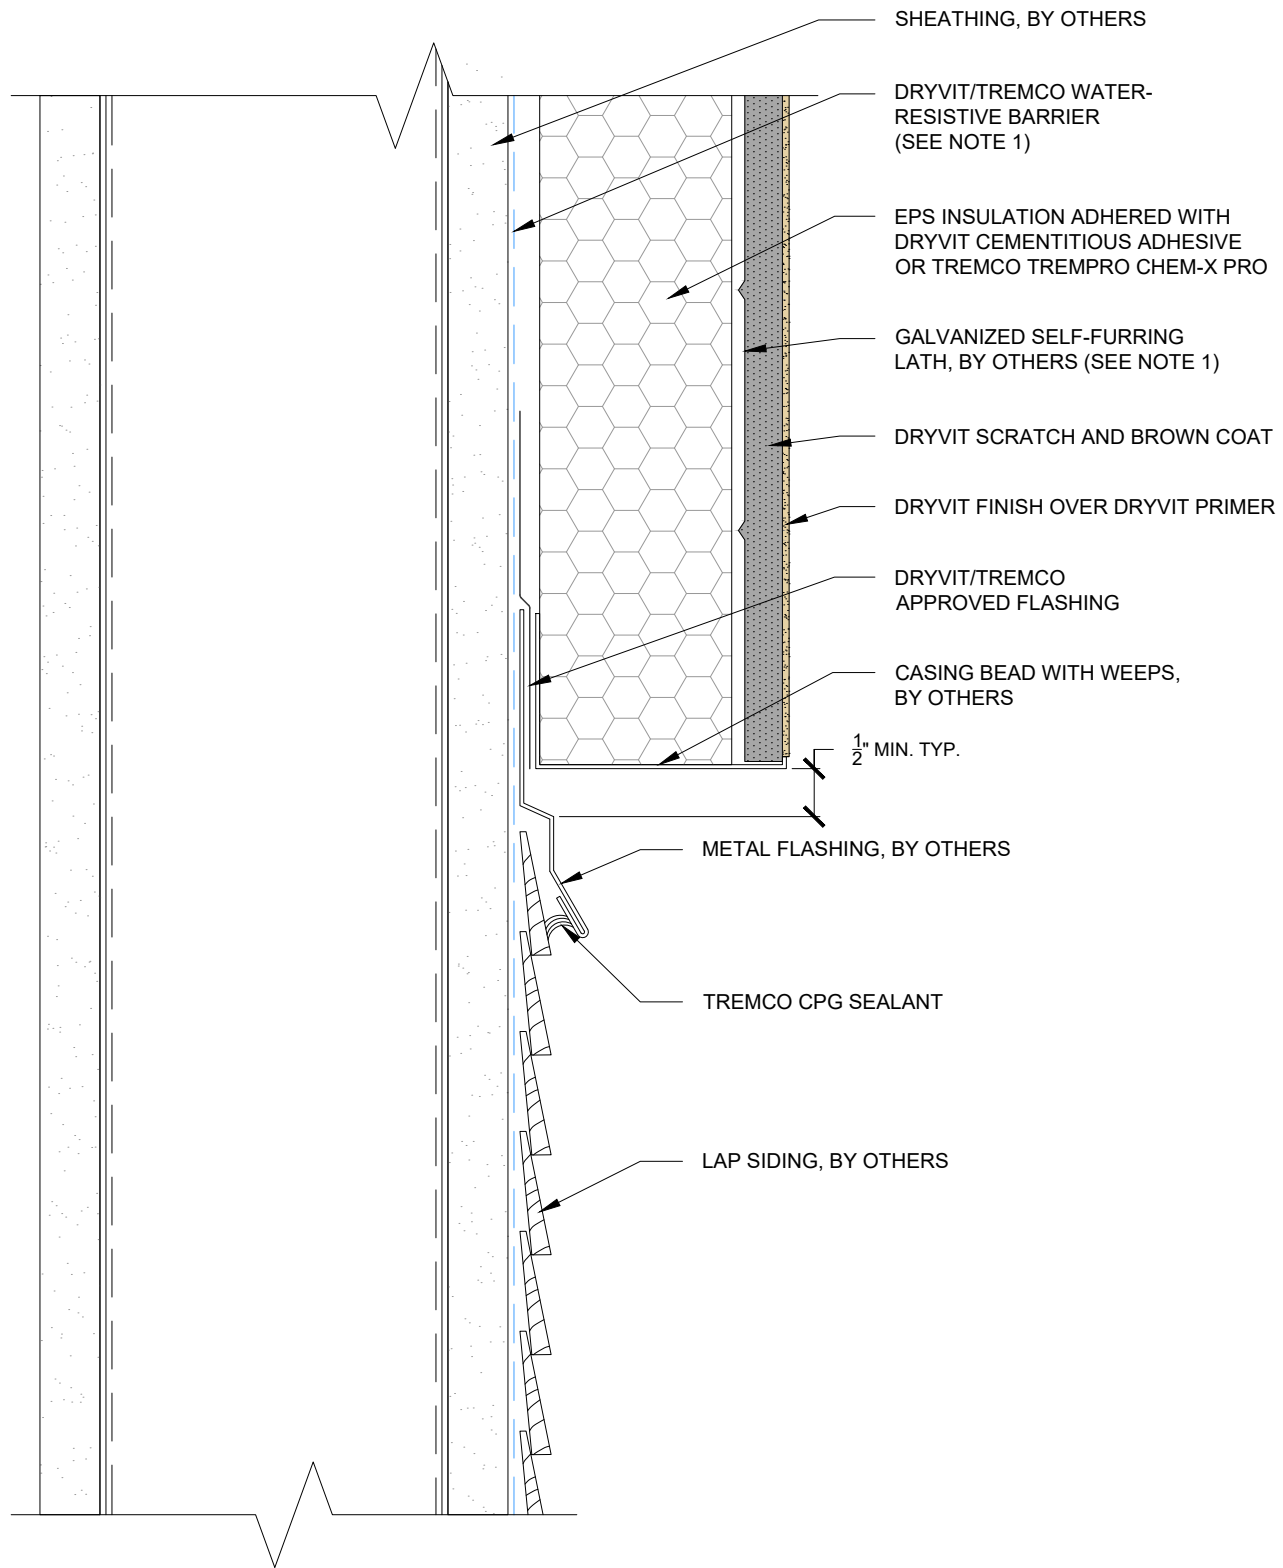 SHEATHING, BY OTHERS
DRYVIT/TREMCO WATER-
RESISTIVE BARRIER
(SEE NOTE 1)
EPS INSULATION ADHERED WITH
DRYVIT CEMENTITIOUS ADHESIVE
OR TREMCO TREMPRO CHEM-X PRO
GALVANIZED SELF-FURRING
LATH, BY OTHERS (SEE NOTE 1)
DRYVIT SCRATCH AND BROWN COAT
DRYVIT FINISH OVER DRYVIT PRIMER
DRYVIT/TREMCO
APPROVED FLASHING
CASING BEAD WITH WEEPS,
BY OTHERS
1/2" MIN. TYP.
METAL FLASHING, BY OTHERS
TREMCO CPG SEALANT
LAP SIDING, BY OTHERS